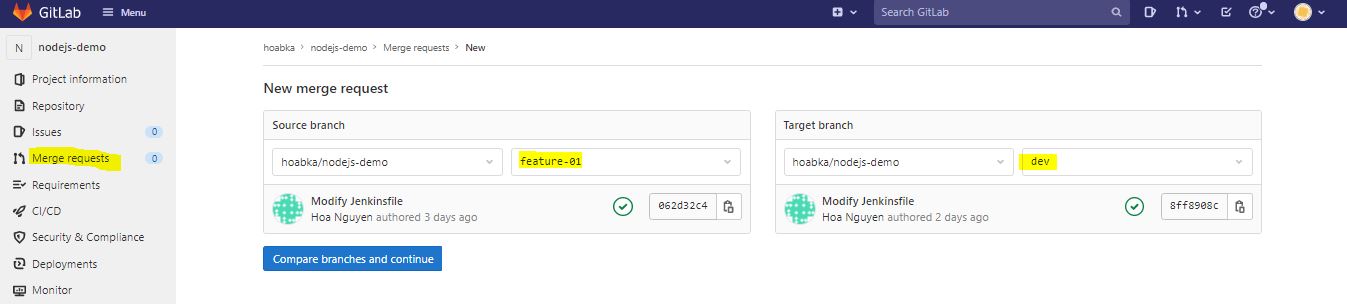 GitLab
Menu
Search GitLab
N nodejs-demo
Project information
Repository
Issues 0
Merge requests 0
Requirements
CI/CD
Security & Compliance
Deployments
Monitor
hoabka > nodejs-demo > Merge requests > New
New merge request
Source branch
hoabka/nodejs-demo feature-01
Modify Jenkinsfile
Hoa Nguyen authored 3 days ago
062d32c4
Target branch
hoabka/nodejs-demo dev
Modify Jenkinsfile
Hoa Nguyen authored 2 days ago
8ff8908c
Compare branches and continue